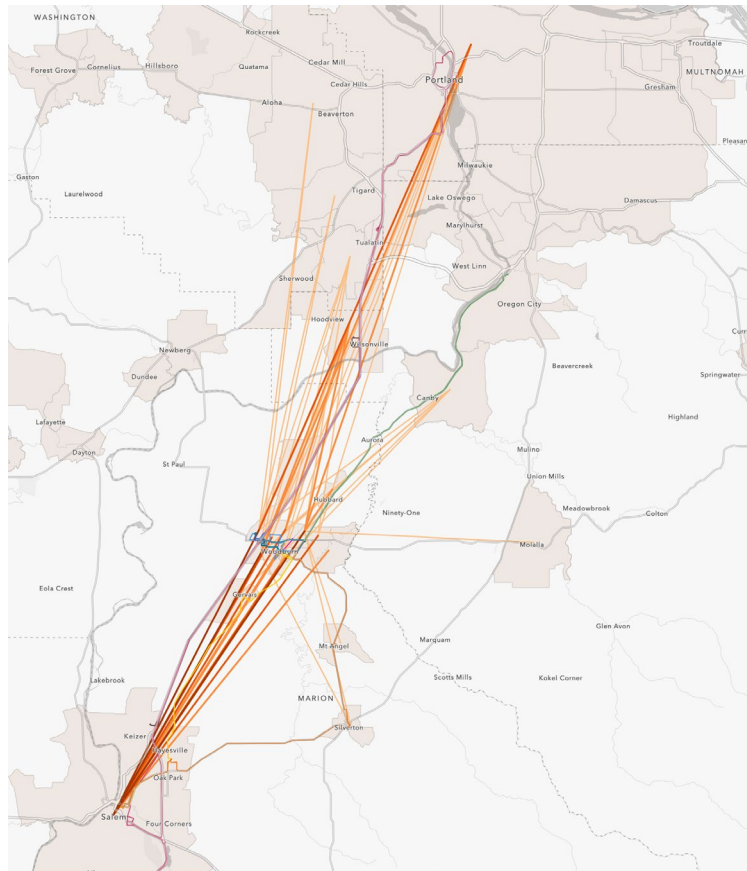 WASHINGTON
Rockcreek
Troutdale
Cornelius
Hillsboro
Quatama
Cedar Mill
Forest Grove
MULTNOMAH
Portland
Cedar Hills
Gresham
Aloha
Beaverton
Pleasan
Milwaukie
Gaston
Laurelwood
Tigard
Lake Oswego
Damascus
Marylhurst
Tualatin
West Linn
Sherwood
Oregon City
Hoodview
Wilsonville
Newberg
Curri
Beavercreek
Dundee
Springwater
Canby
Lafayette
Highland
Aurora
Dayton
Mulino
St Paul
Union Mills
Hubbard
Meadowbrook
Ninety-One
Colton
Molalla
Woodburn
Eola Crest
Gervais
Glen Avon
Marquam
Mt Angel
Lakebrook
Scotts Mills
Kokel Corner
MARION
Silverton
Keizer
Hayesville
Oak Park
Salem
Four Corners